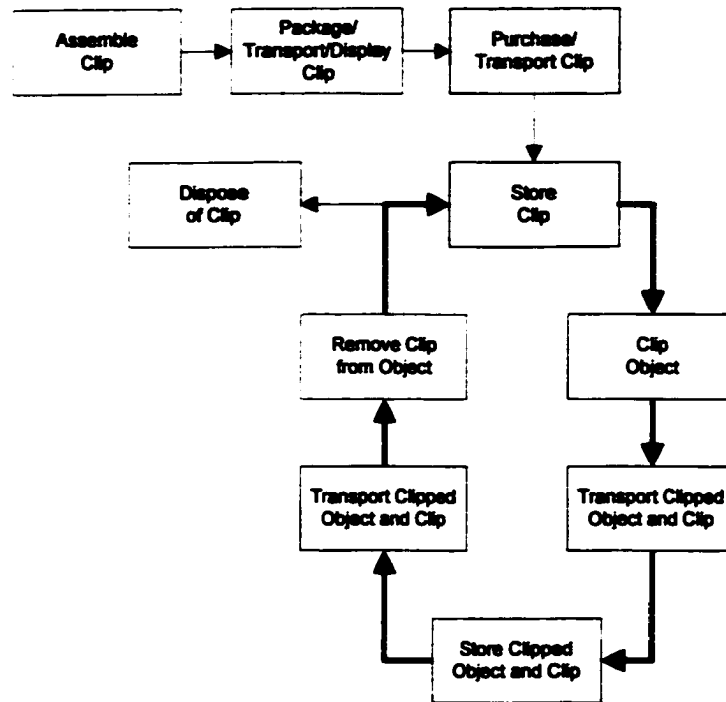 Assemble
Clip
Package/
Transport/Display
Clip
Purchase/
Transport Clip
Dispose
of Clip
Store
Clip
Remove Clip
from Object
Clip
Object
Transport Clipped
Object and Clip
Transport Clipped
Object and Clip
Store Clipped
Object and Clip